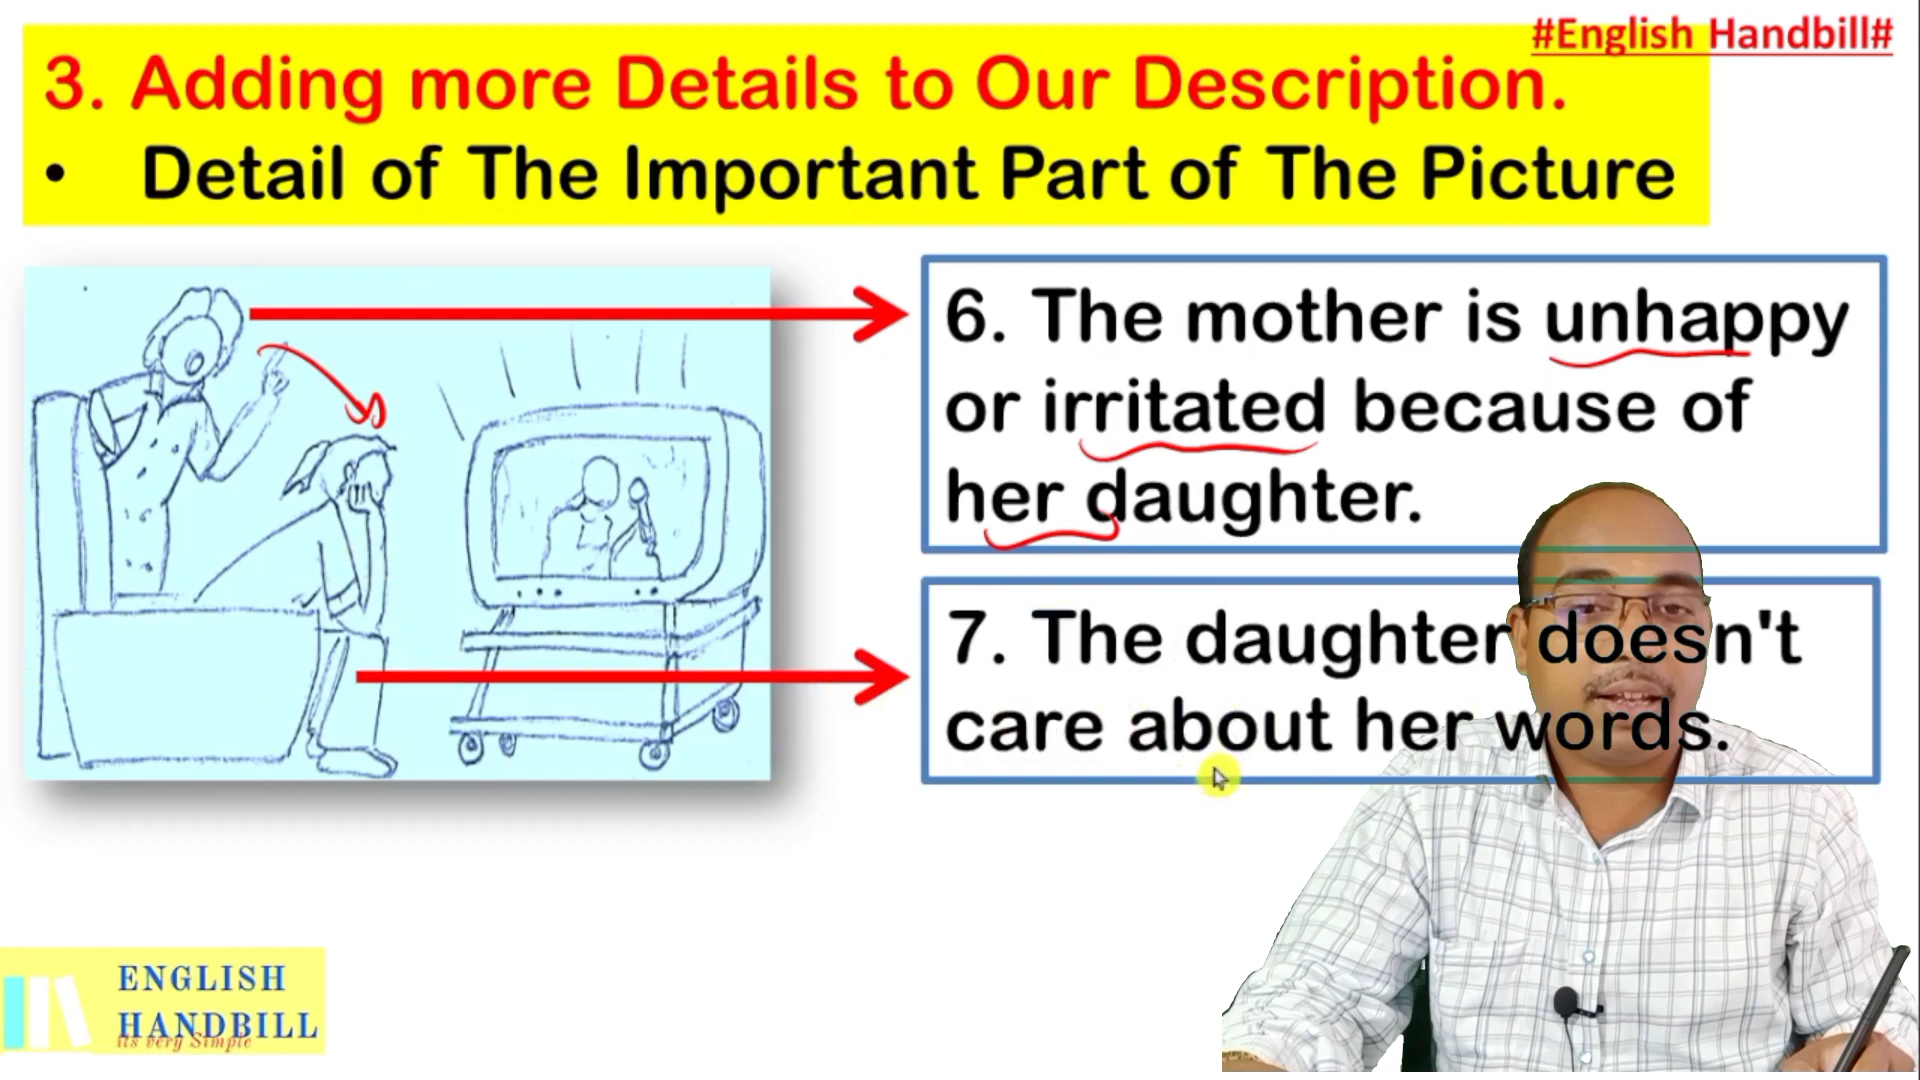 #English Handbill#
3. Adding more Details to Our Description.
• Detail of The Important Part of The Picture
6. The mother is unhappy
or irritated because of
her daughter.
7. The daughter doesn't
care about her words.
ENGLISH
HANDBILL
its very Simple